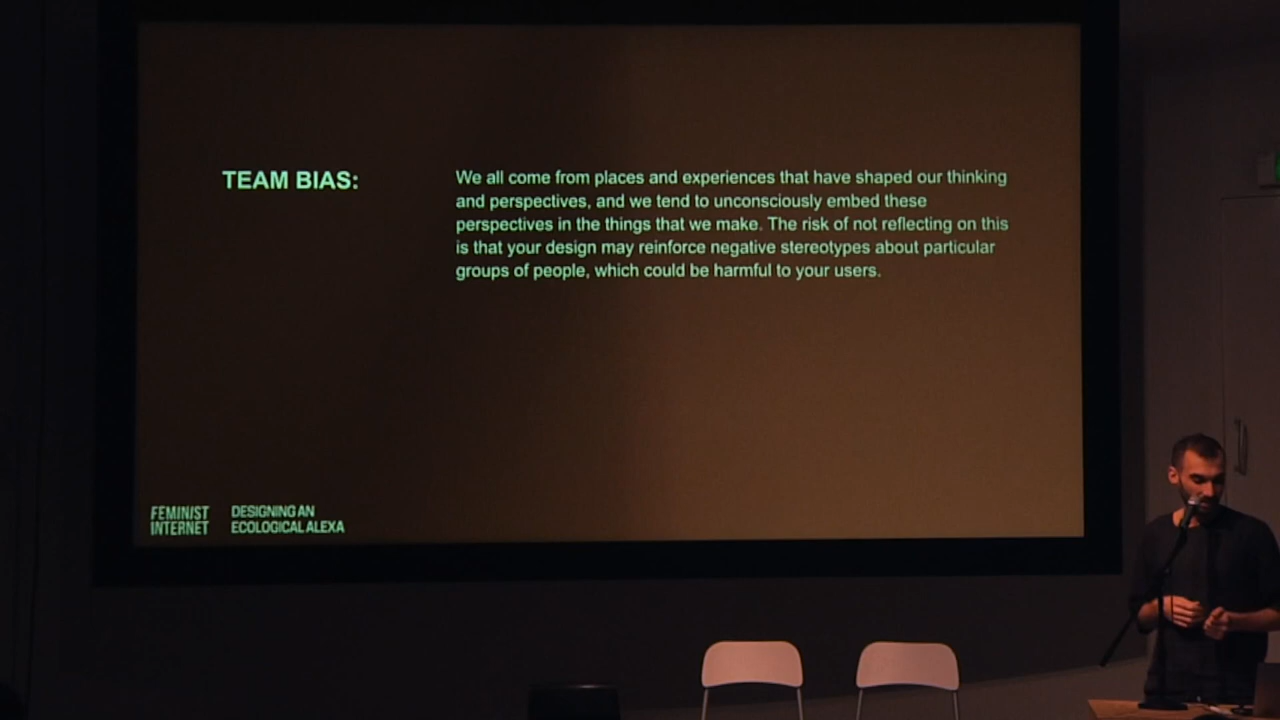 TEAM BIAS:
We all come from places and experiences that have shaped our thinking
and perspectives, and we tend to unconsciously embed these
perspectives in the things that we make. The risk of not reflecting on this
is that your design may reinforce negative stereotypes about particular
groups of people, which could be harmful to your users.
FEMINIST
INTERNET
DESIGNING AN
ECOLOGICAL ALEXA